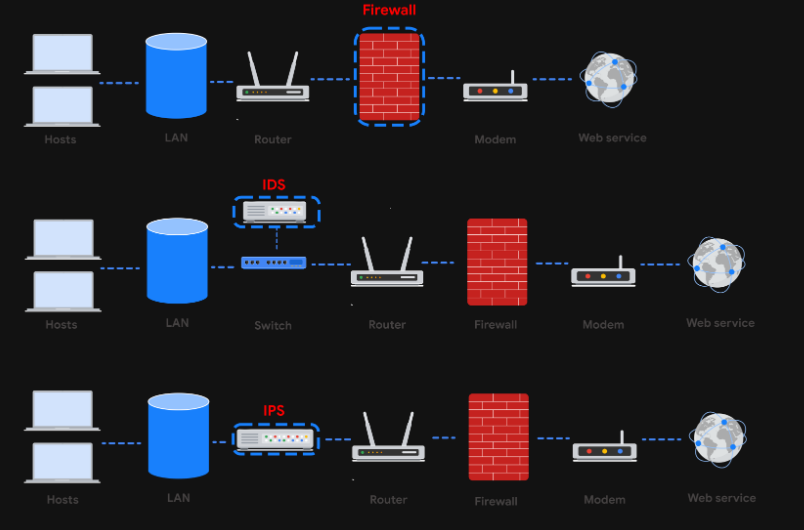 Firewall
Hosts
LAN
Router
Modem
Web service
IDS
Hosts
LAN
Switch
Router
Firewall
Modem
Web service
IPS
Hosts
LAN
Router
Firewall
Modem
Web service